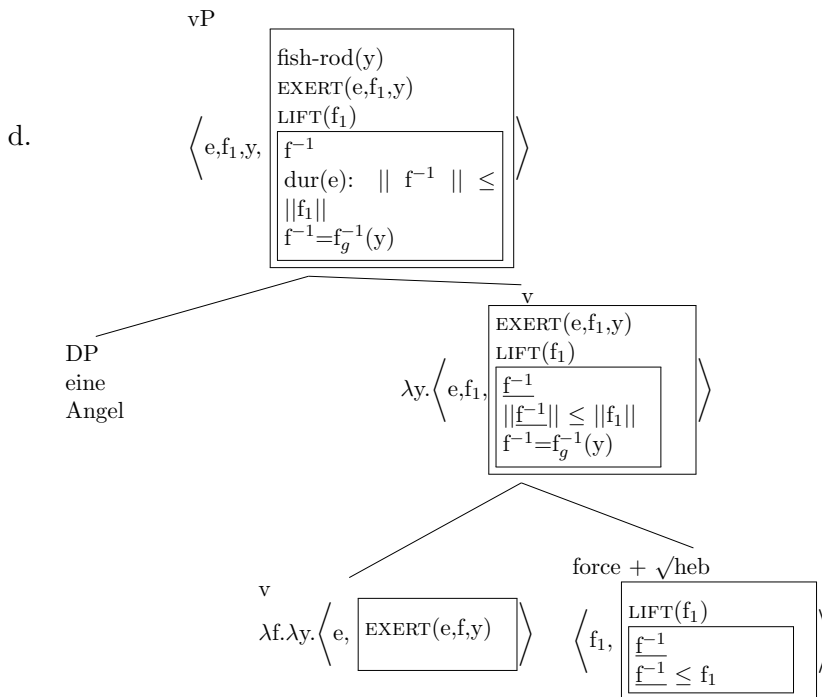 vP
d.
⟨e,f₁,y,
fish-rod(y)
EXERT(e,f₁,y)
LIFT(f₁)
f⁻¹
dur(e): || f⁻¹ || ≤
||f₁||
f⁻¹=f_g⁻¹(y)
⟩
DP
eine
Angel
v
λy.⟨e,f₁,
EXERT(e,f₁,y)
LIFT(f₁)
f⁻¹
||f⁻¹|| ≤ ||f₁||
f⁻¹=f_g⁻¹(y)
⟩
v
λf.λy.⟨e, EXERT(e,f,y) ⟩
force + √heb
⟨f₁,
LIFT(f₁)
f⁻¹
f⁻¹ ≤ f₁
⟩